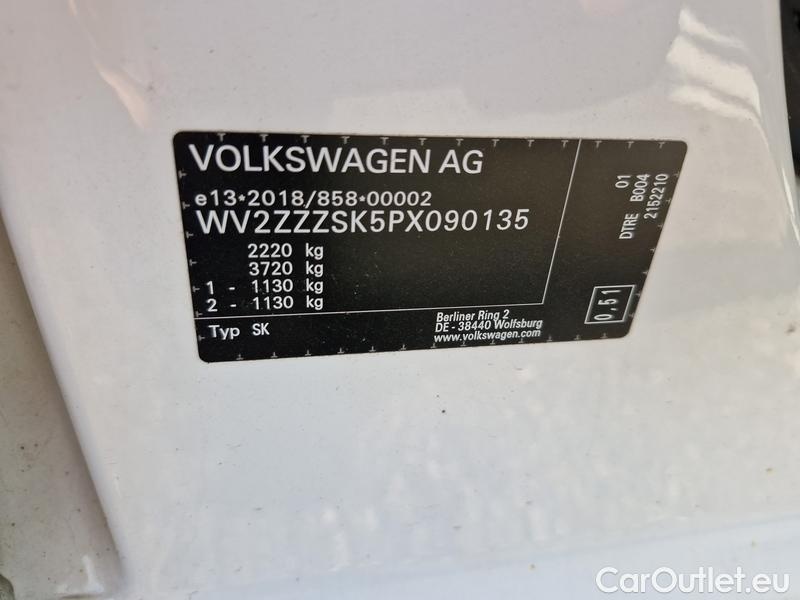 VOLKSWAGEN AG
e13*2018/858*00002
WV2ZZZSK5PX090135
2220 kg
3720 kg
1 - 1130 kg
2 - 1130 kg
Typ SK
Berliner Ring 2
DE - 38440 Wolfsburg
www.volkswagen.com
01
DTRE B004
2152210
0,51
CarOutlet.eu